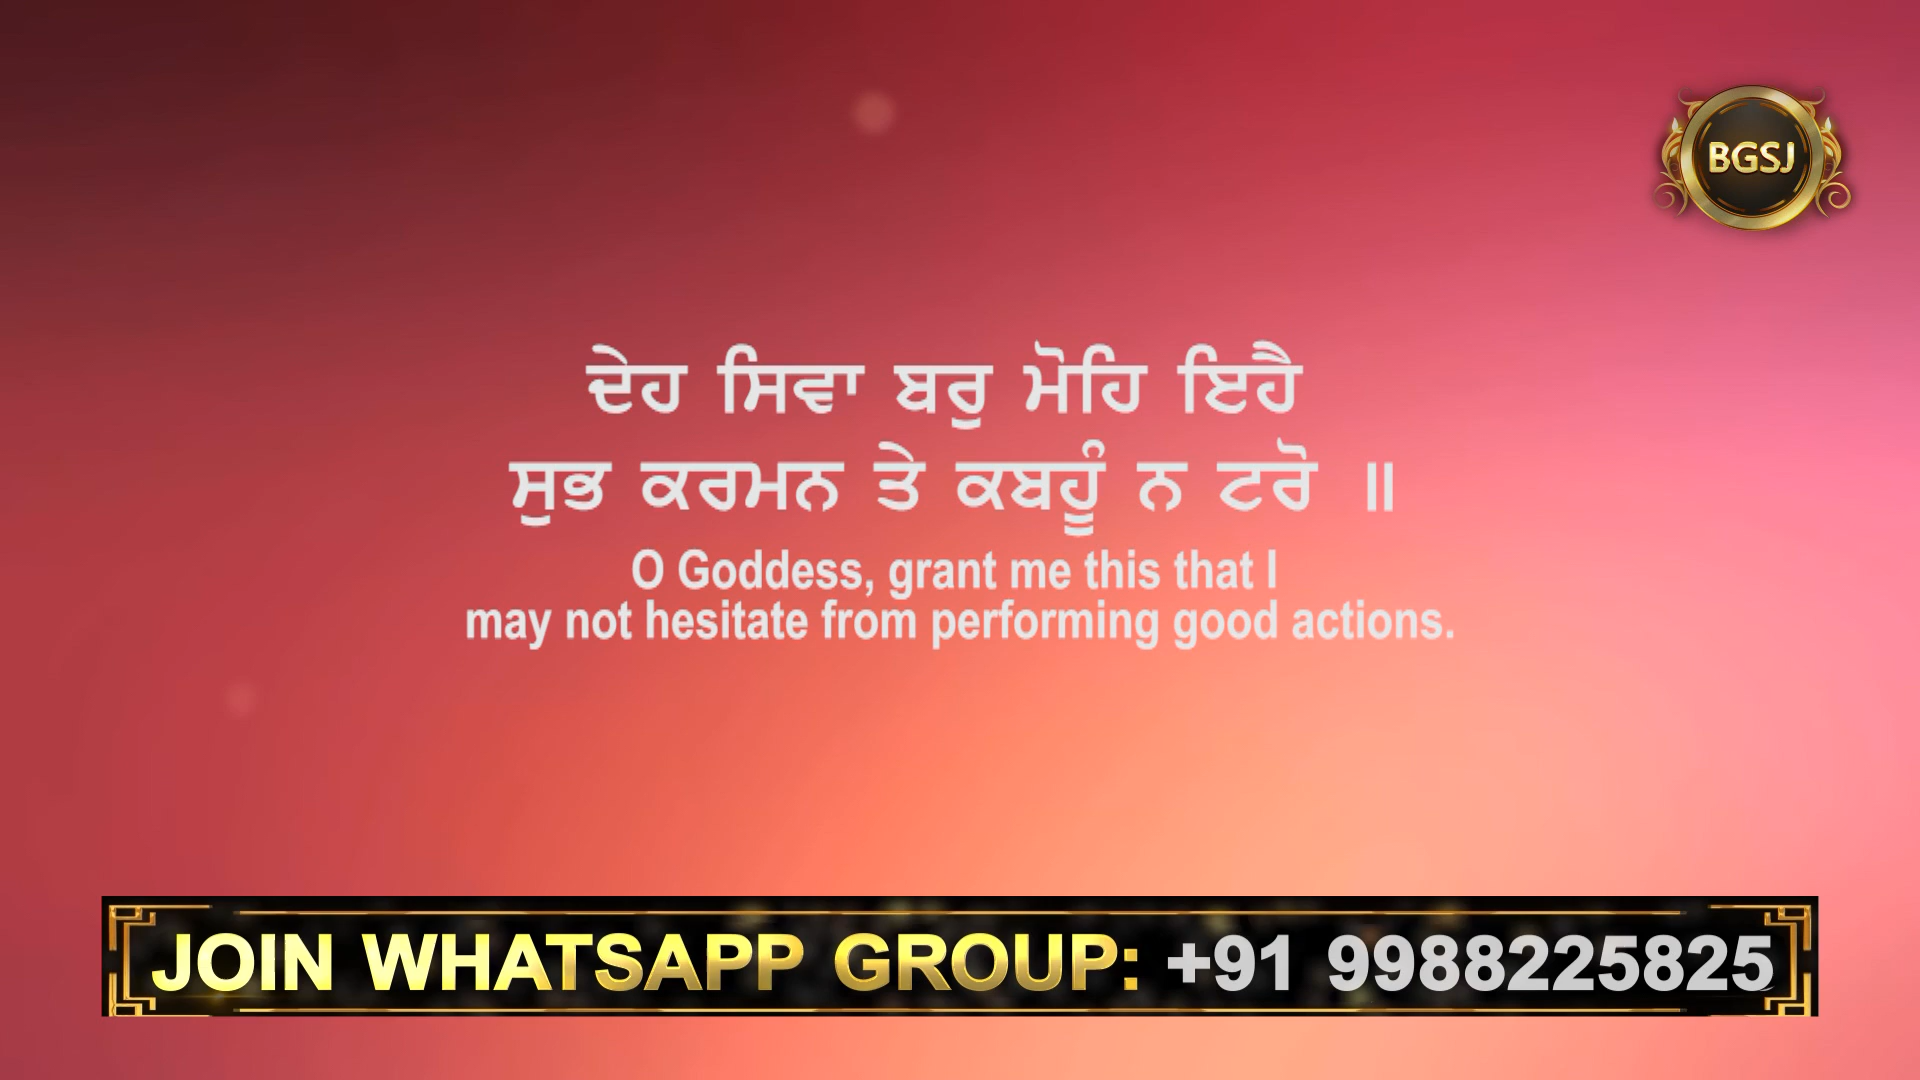 BGSJ
ਦੇਹ ਸਿਵਾ ਬਰੁ ਮੋਹਿ ਇਹੈ
ਸੁਭ ਕਰਮਨ ਤੇ ਕਬਹੂੰ ਨ ਟਰੋ ॥
O Goddess, grant me this that I
may not hesitate from performing good actions.
JOIN WHATSAPP GROUP: +91 9988225825